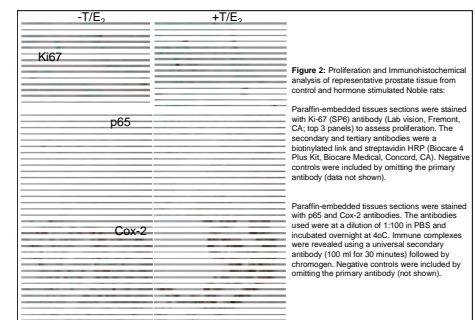 -T/E2
+T/E2
Ki67
p65
Cox-2
Figure 2: Proliferation and Immunohistochemical
analysis of representative prostate tissue from
control and hormone stimulated Noble rats:
Paraffin-embedded tissues sections were stained
with Ki-67 (SP6) antibody (Lab vision, Fremont,
CA; top 3 panels) to assess proliferation. The
secondary and tertiary antibodies were a
biotinylated link and streptavidin HRP (Biocare 4
Plus Kit, Biocare Medical, Concord, CA). Negative
controls were included by omitting the primary
antibody (data not shown).
Paraffin-embedded tissues sections were stained
with p65 and Cox-2 antibodies. The antibodies
used were at a dilution of 1:100 in PBS and
incubated overnight at 4oC. Immune complexes
were revealed using a universal secondary
antibody (100 ml for 30 minutes) followed by
chromogen. Negative controls were included by
omitting the primary antibody (not shown).